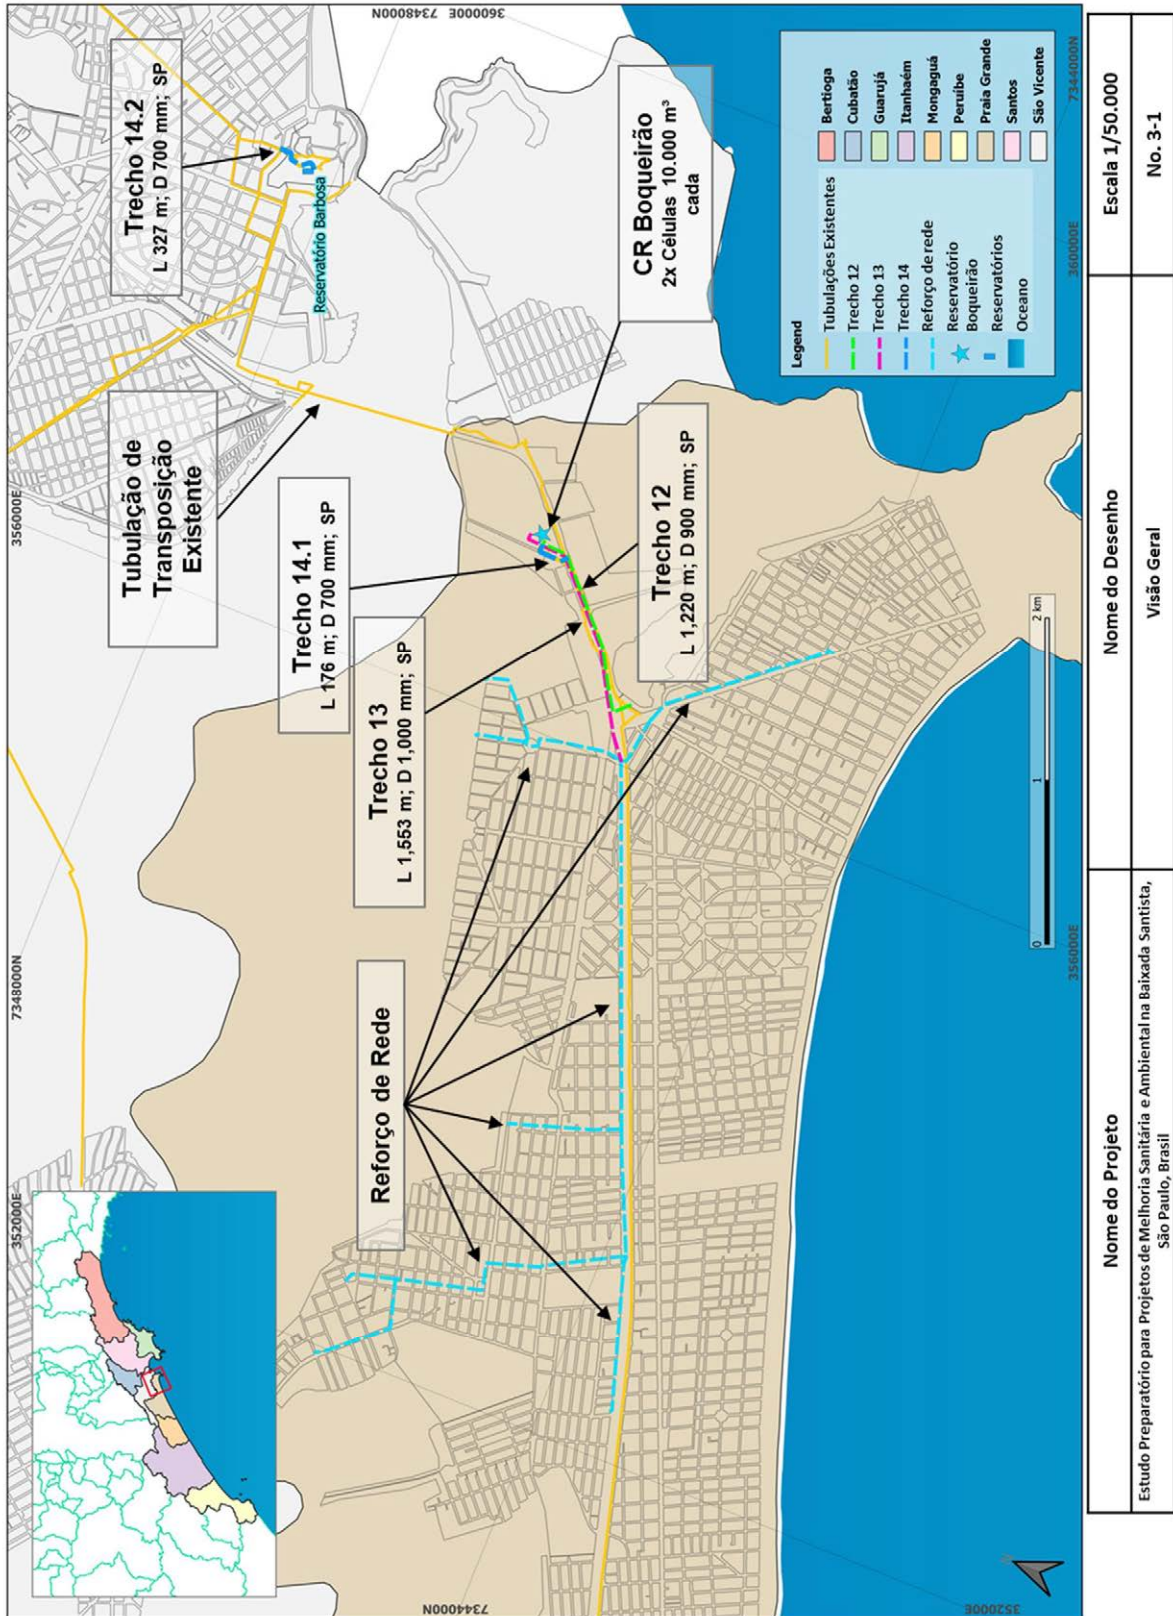 7348000N
360000E
Trecho 14.2
L 327 m; D 700 mm; SP
Reservatório Barbosa
CR Boqueirão
2x Células 10.000 m³
cada
7344000N
360000E
Legend
Tubulações Existentes
Trecho 12
Trecho 13
Trecho 14
Reforço de rede
Reservatório
Boqueirão
Reservatórios
Oceano
Bertioga
Cubatão
Guarujá
Itanhaém
Mongaguá
Peruíbe
Praia Grande
Santos
São Vicente
356000E
Tubulação de
Transposição
Existente
Trecho 14.1
L 176 m; D 700 mm; SP
Trecho 13
L 1,553 m; D 1,000 mm; SP
Trecho 12
L 1,220 m; D 900 mm; SP
7348000N
352000E
Reforço de Rede
0
1
2 km
356000E
7344000N
352000E
Nome do Projeto
Nome do Desenho
Escala 1/50.000
Estudo Preparatório para Projetos de Melhoria Sanitária e Ambiental na Baixada Santista,
São Paulo, Brasil
Visão Geral
No. 3-1